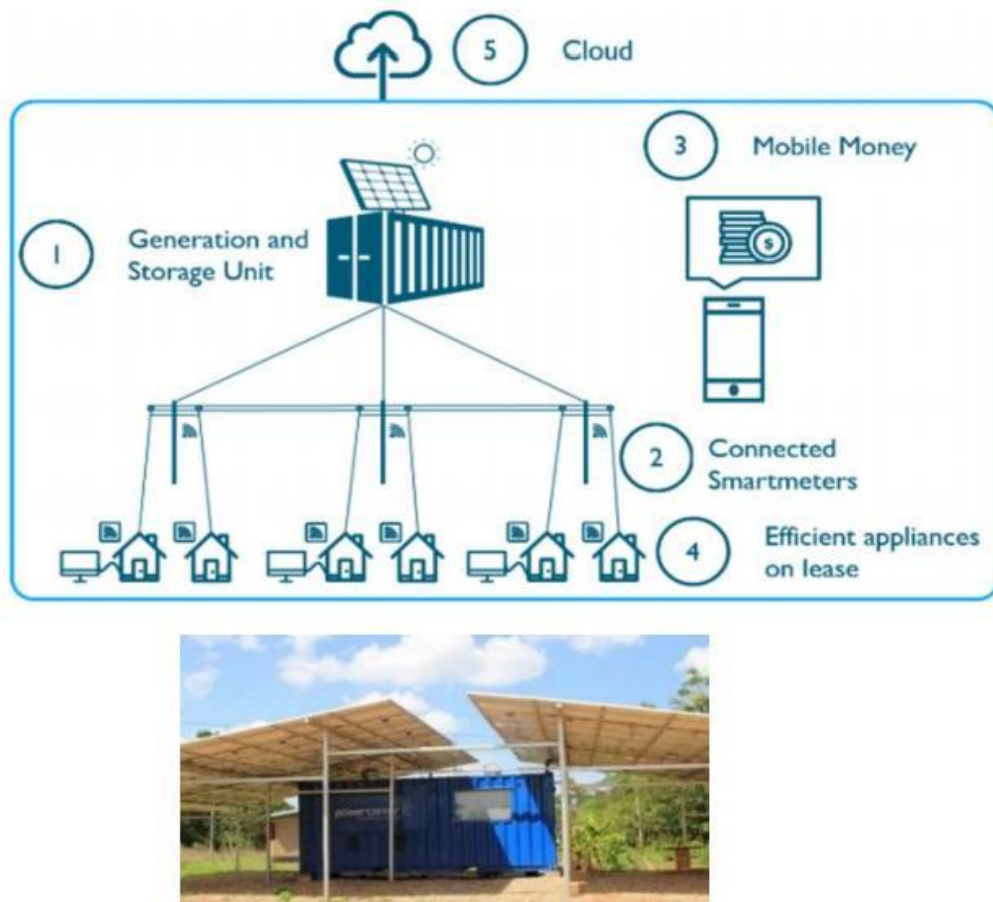 5 Cloud
3 Mobile Money
1 Generation and
Storage Unit
$
2 Connected
Smartmeters
4 Efficient appliances
on lease